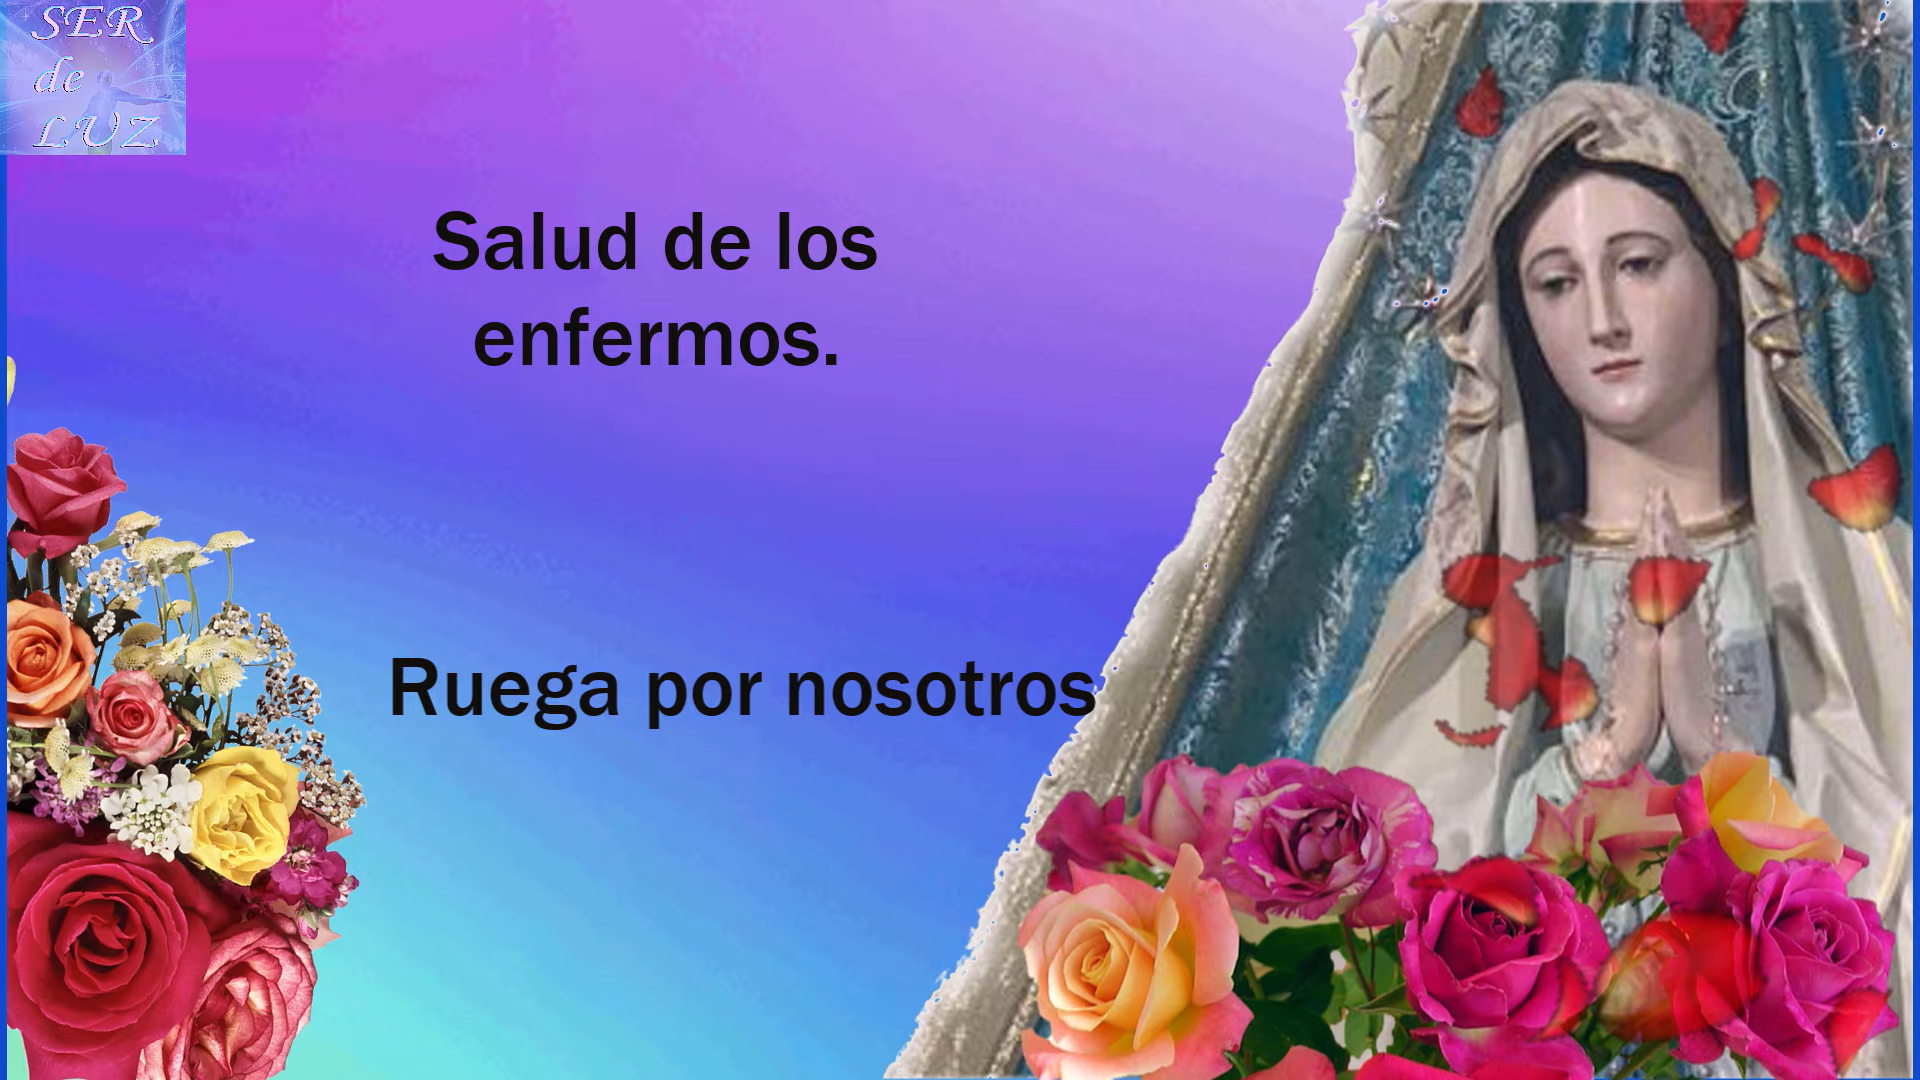 SER
de
LUZ
Salud de los
enfermos.
Ruega por nosotros